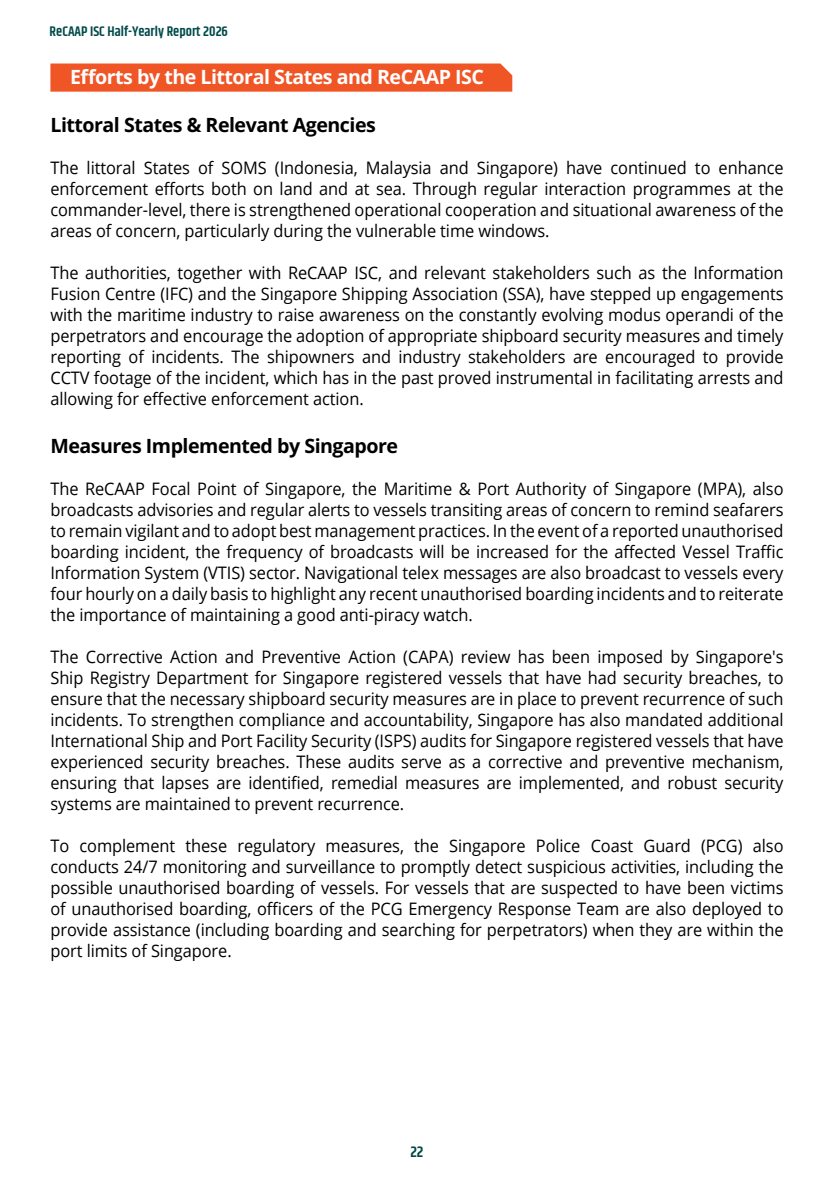 ReCAAP ISC Half-Yearly Report 2026
Efforts by the Littoral States and ReCAAP ISC
Littoral States & Relevant Agencies
The littoral States of SOMS (Indonesia, Malaysia and Singapore) have continued to enhance
enforcement efforts both on land and at sea. Through regular interaction programmes at the
commander-level, there is strengthened operational cooperation and situational awareness of the
areas of concern, particularly during the vulnerable time windows.
The authorities, together with ReCAAP ISC, and relevant stakeholders such as the Information
Fusion Centre (IFC) and the Singapore Shipping Association (SSA), have stepped up engagements
with the maritime industry to raise awareness on the constantly evolving modus operandi of the
perpetrators and encourage the adoption of appropriate shipboard security measures and timely
reporting of incidents. The shipowners and industry stakeholders are encouraged to provide
CCTV footage of the incident, which has in the past proved instrumental in facilitating arrests and
allowing for effective enforcement action.
Measures Implemented by Singapore
The ReCAAP Focal Point of Singapore, the Maritime & Port Authority of Singapore (MPA), also
broadcasts advisories and regular alerts to vessels transiting areas of concern to remind seafarers
to remain vigilant and to adopt best management practices. In the event of a reported unauthorised
boarding incident, the frequency of broadcasts will be increased for the affected Vessel Traffic
Information System (VTIS) sector. Navigational telex messages are also broadcast to vessels every
four hourly on a daily basis to highlight any recent unauthorised boarding incidents and to reiterate
the importance of maintaining a good anti-piracy watch.
The Corrective Action and Preventive Action (CAPA) review has been imposed by Singapore's
Ship Registry Department for Singapore registered vessels that have had security breaches, to
ensure that the necessary shipboard security measures are in place to prevent recurrence of such
incidents. To strengthen compliance and accountability, Singapore has also mandated additional
International Ship and Port Facility Security (ISPS) audits for Singapore registered vessels that have
experienced security breaches. These audits serve as a corrective and preventive mechanism,
ensuring that lapses are identified, remedial measures are implemented, and robust security
systems are maintained to prevent recurrence.
To complement these regulatory measures, the Singapore Police Coast Guard (PCG) also
conducts 24/7 monitoring and surveillance to promptly detect suspicious activities, including the
possible unauthorised boarding of vessels. For vessels that are suspected to have been victims
of unauthorised boarding, officers of the PCG Emergency Response Team are also deployed to
provide assistance (including boarding and searching for perpetrators) when they are within the
port limits of Singapore.
22